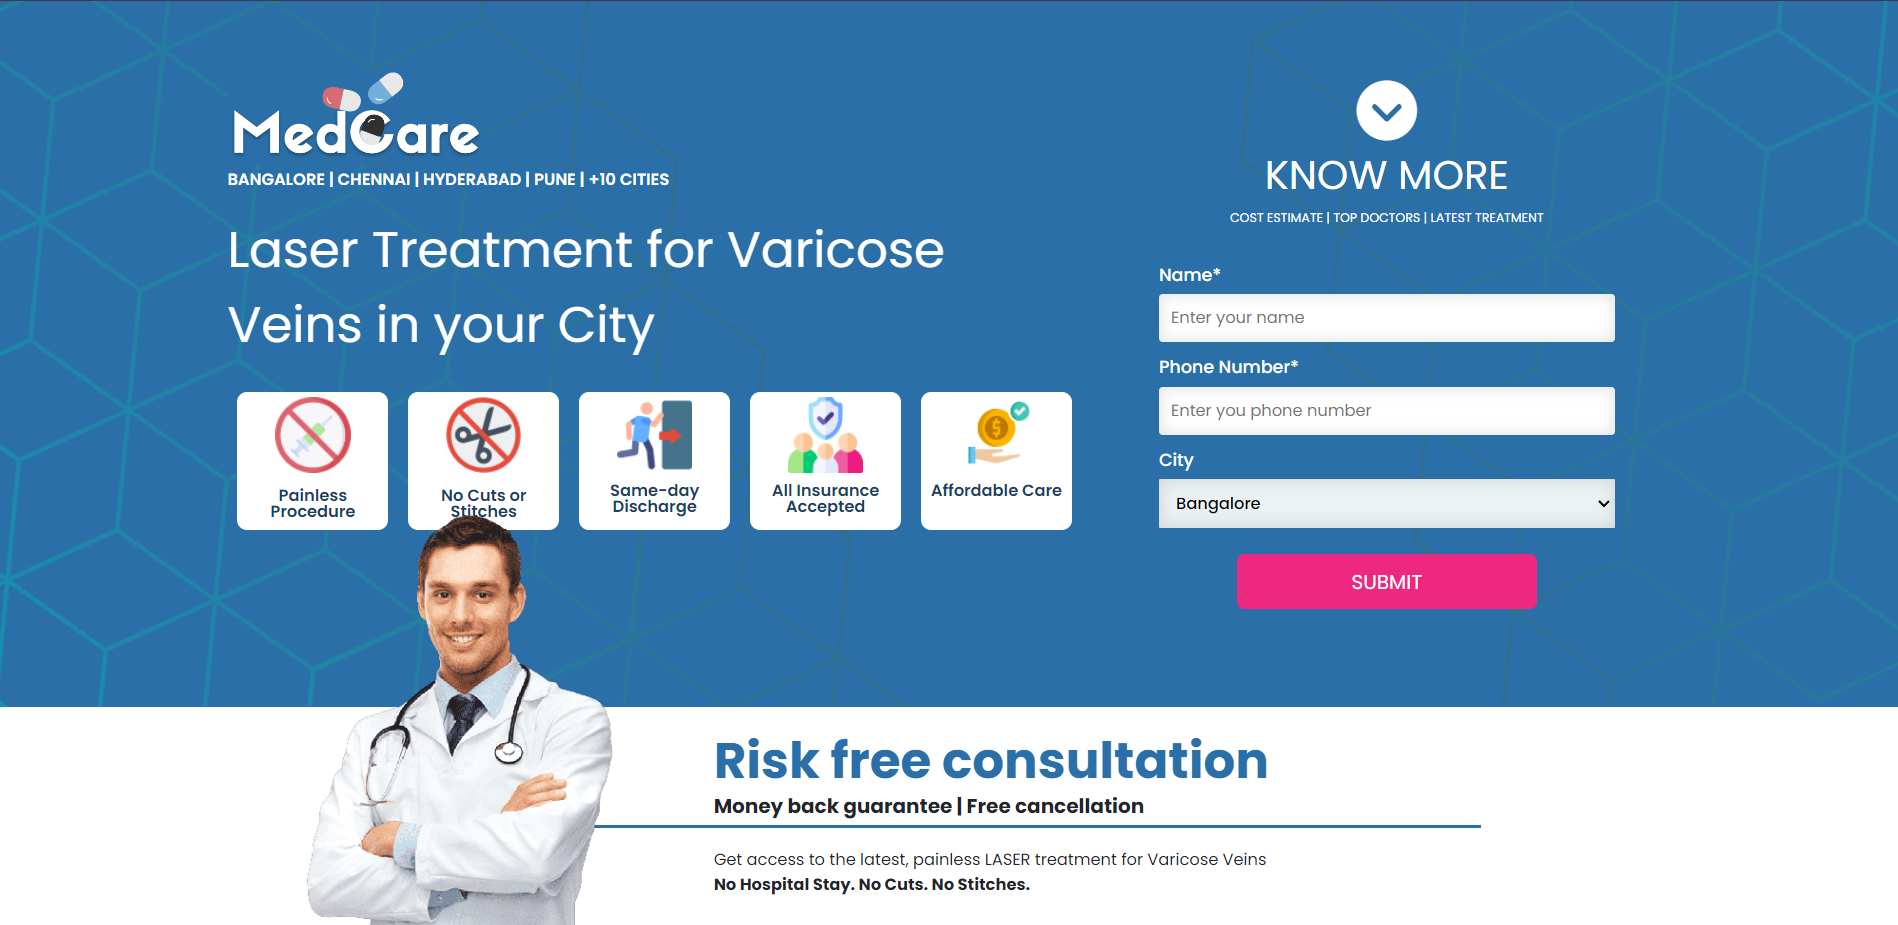 MedCare
BANGALORE | CHENNAI | HYDERABAD | PUNE | +10 CITIES
Laser Treatment for Varicose
Veins in your City
Painless
Procedure
No Cuts or
Stitches
Same-day
Discharge
All Insurance
Accepted
Affordable Care
KNOW MORE
COST ESTIMATE | TOP DOCTORS | LATEST TREATMENT
Name*
Enter your name
Phone Number*
Enter you phone number
City
Bangalore
SUBMIT
Risk free consultation
Money back guarantee | Free cancellation
Get access to the latest, painless LASER treatment for Varicose Veins
No Hospital Stay. No Cuts. No Stitches.